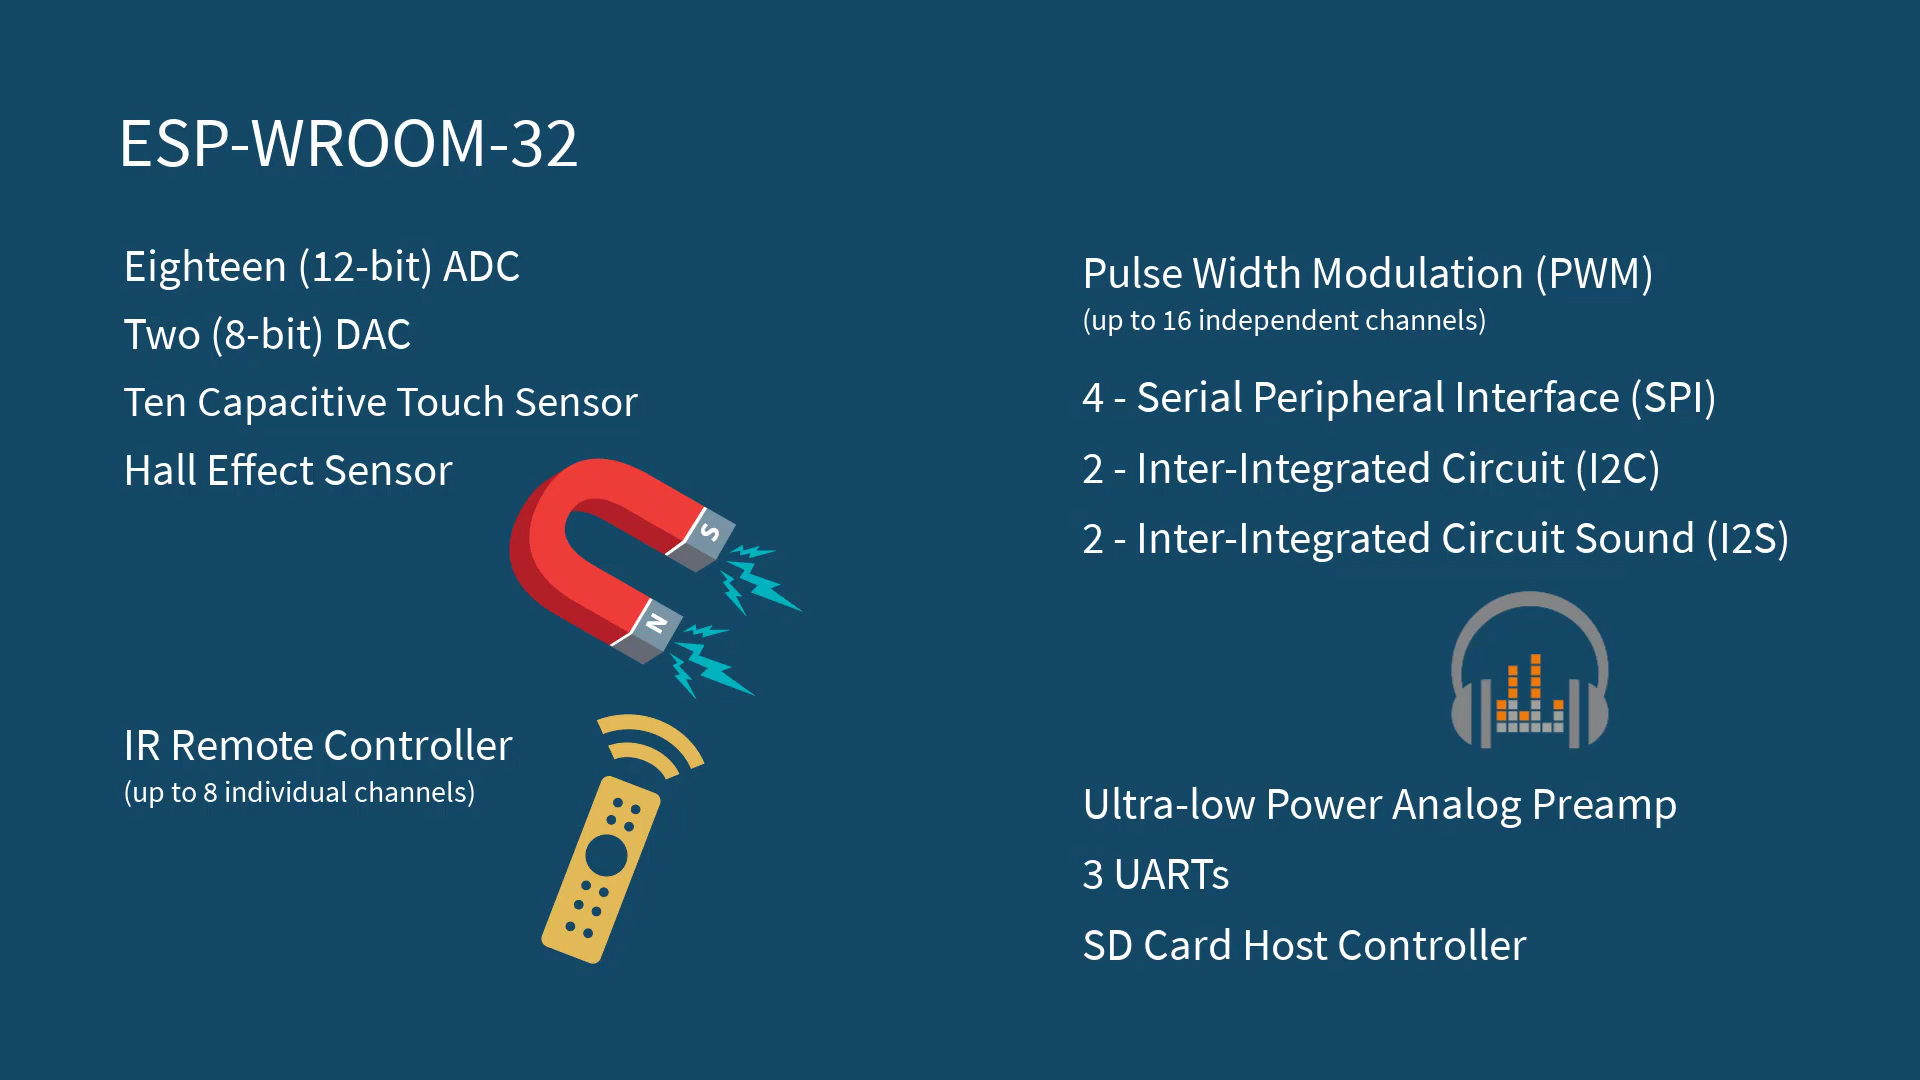 ESP-WROOM-32
Eighteen (12-bit) ADC
Two (8-bit) DAC
Ten Capacitive Touch Sensor
Hall Effect Sensor
S
N
IR Remote Controller
(up to 8 individual channels)
Pulse Width Modulation (PWM)
(up to 16 independent channels)
4 - Serial Peripheral Interface (SPI)
2 - Inter-Integrated Circuit (I2C)
2 - Inter-Integrated Circuit Sound (I2S)
Ultra-low Power Analog Preamp
3 UARTs
SD Card Host Controller